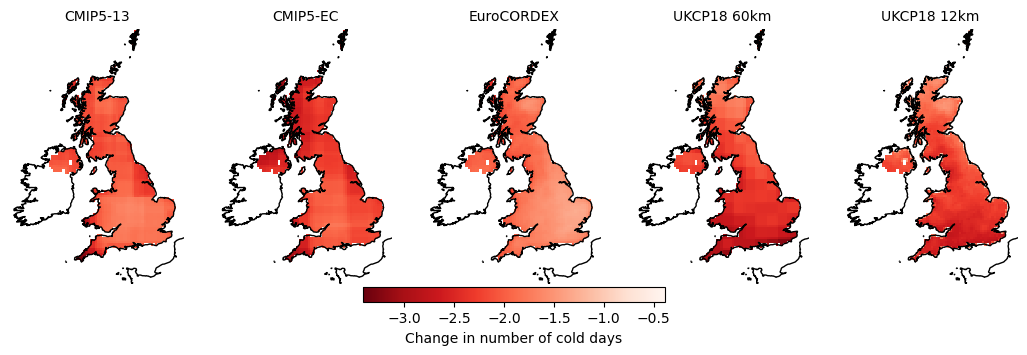 CMIP5-13 CMIP5-EC EuroCORDEX UKCP18 60km UKCP18 12km
−3.0 −2.5 −2.0 −1.5 −1.0 −0.5
Change in number of cold days